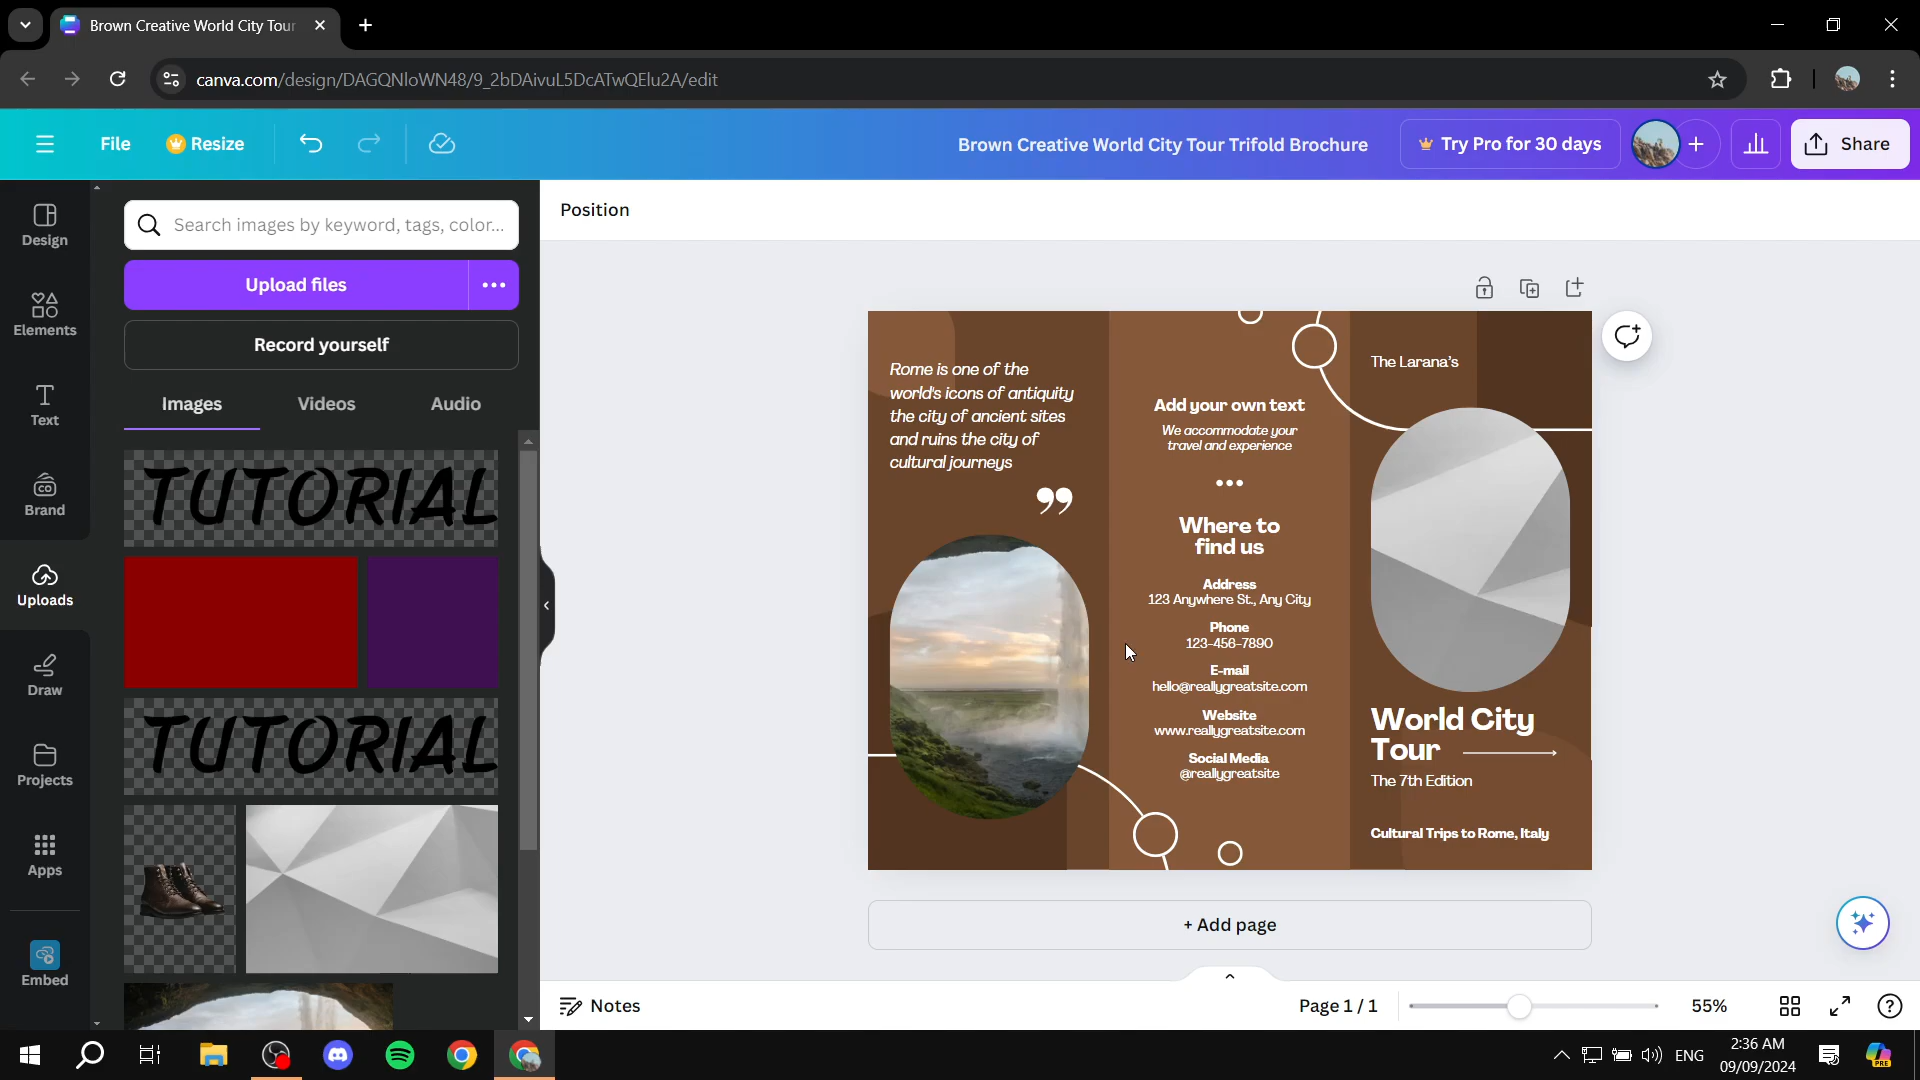 Brown Creative World City Tour
canva.com/design/DAGQNloWN48/9_2bDAivuL5DcATwQElu2A/edit
File
Resize
Brown Creative World City Tour Trifold Brochure
Try Pro for 30 days
Share
Design
Elements
Text
Brand
Uploads
Draw
Projects
Apps
Embed
Search images by keyword, tags, color...
Upload files
Record yourself
Images
Videos
Audio
TUTORIAL
TUTORIAL
Position
Rome is one of the
world's icons of antiquity
the city of ancient sites
and ruins the city of
cultural journeys
Add your own text
We accommodate your
travel and experience
Where to
find us
Address
123 Anywhere St., Any City
Phone
123-456-7890
E-mail
hello@reallygreatsite.com
Website
www.reallygreatsite.com
Social Media
@reallygreatsite
The Larana's
World City
Tour
The 7th Edition
Cultural Trips to Rome, Italy
+ Add page
Notes
Page 1 / 1
55%
ENG
2:36 AM
09/09/2024
PRE